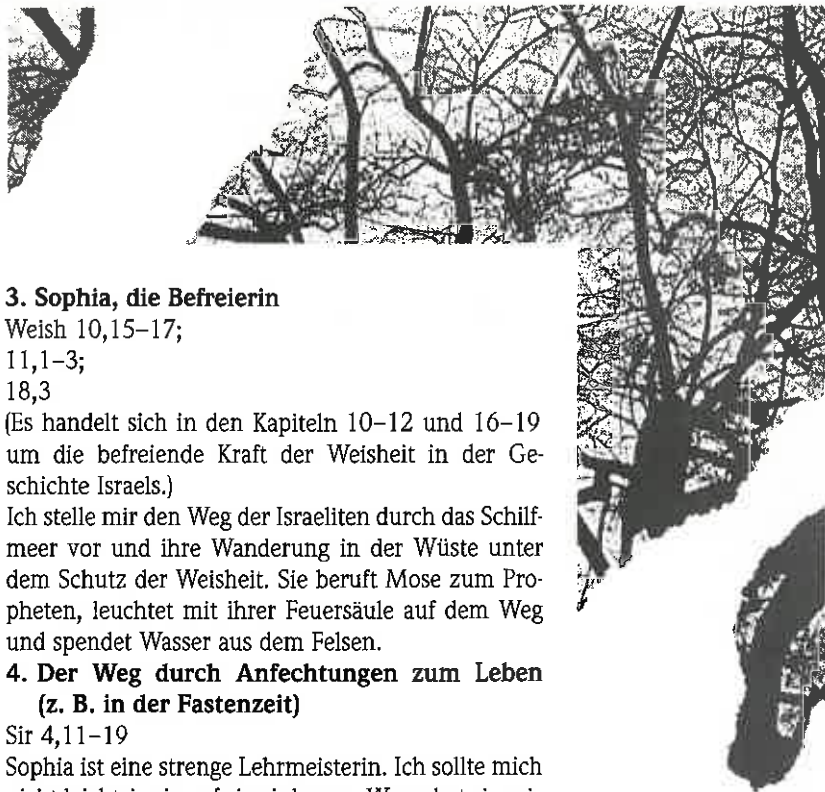 3. Sophia, die Befreierin
Weish 10,15–17;
11,1–3;
18,3
(Es handelt sich in den Kapiteln 10–12 und 16–19
um die befreiende Kraft der Weisheit in der Ge-
schichte Israels.)
Ich stelle mir den Weg der Israeliten durch das Schilf-
meer vor und ihre Wanderung in der Wüste unter
dem Schutz der Weisheit. Sie beruft Mose zum Pro-
pheten, leuchtet mit ihrer Feuersäule auf dem Weg
und spendet Wasser aus dem Felsen.
4. Der Weg durch Anfechtungen zum Leben
(z. B. in der Fastenzeit)
Sir 4,11–19
Sophia ist eine strenge Lehrmeisterin. Ich sollte mich